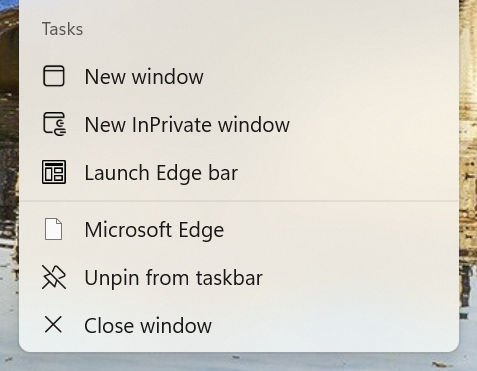 Tasks
New window
New InPrivate window
Launch Edge bar
Microsoft Edge
Unpin from taskbar
Close window